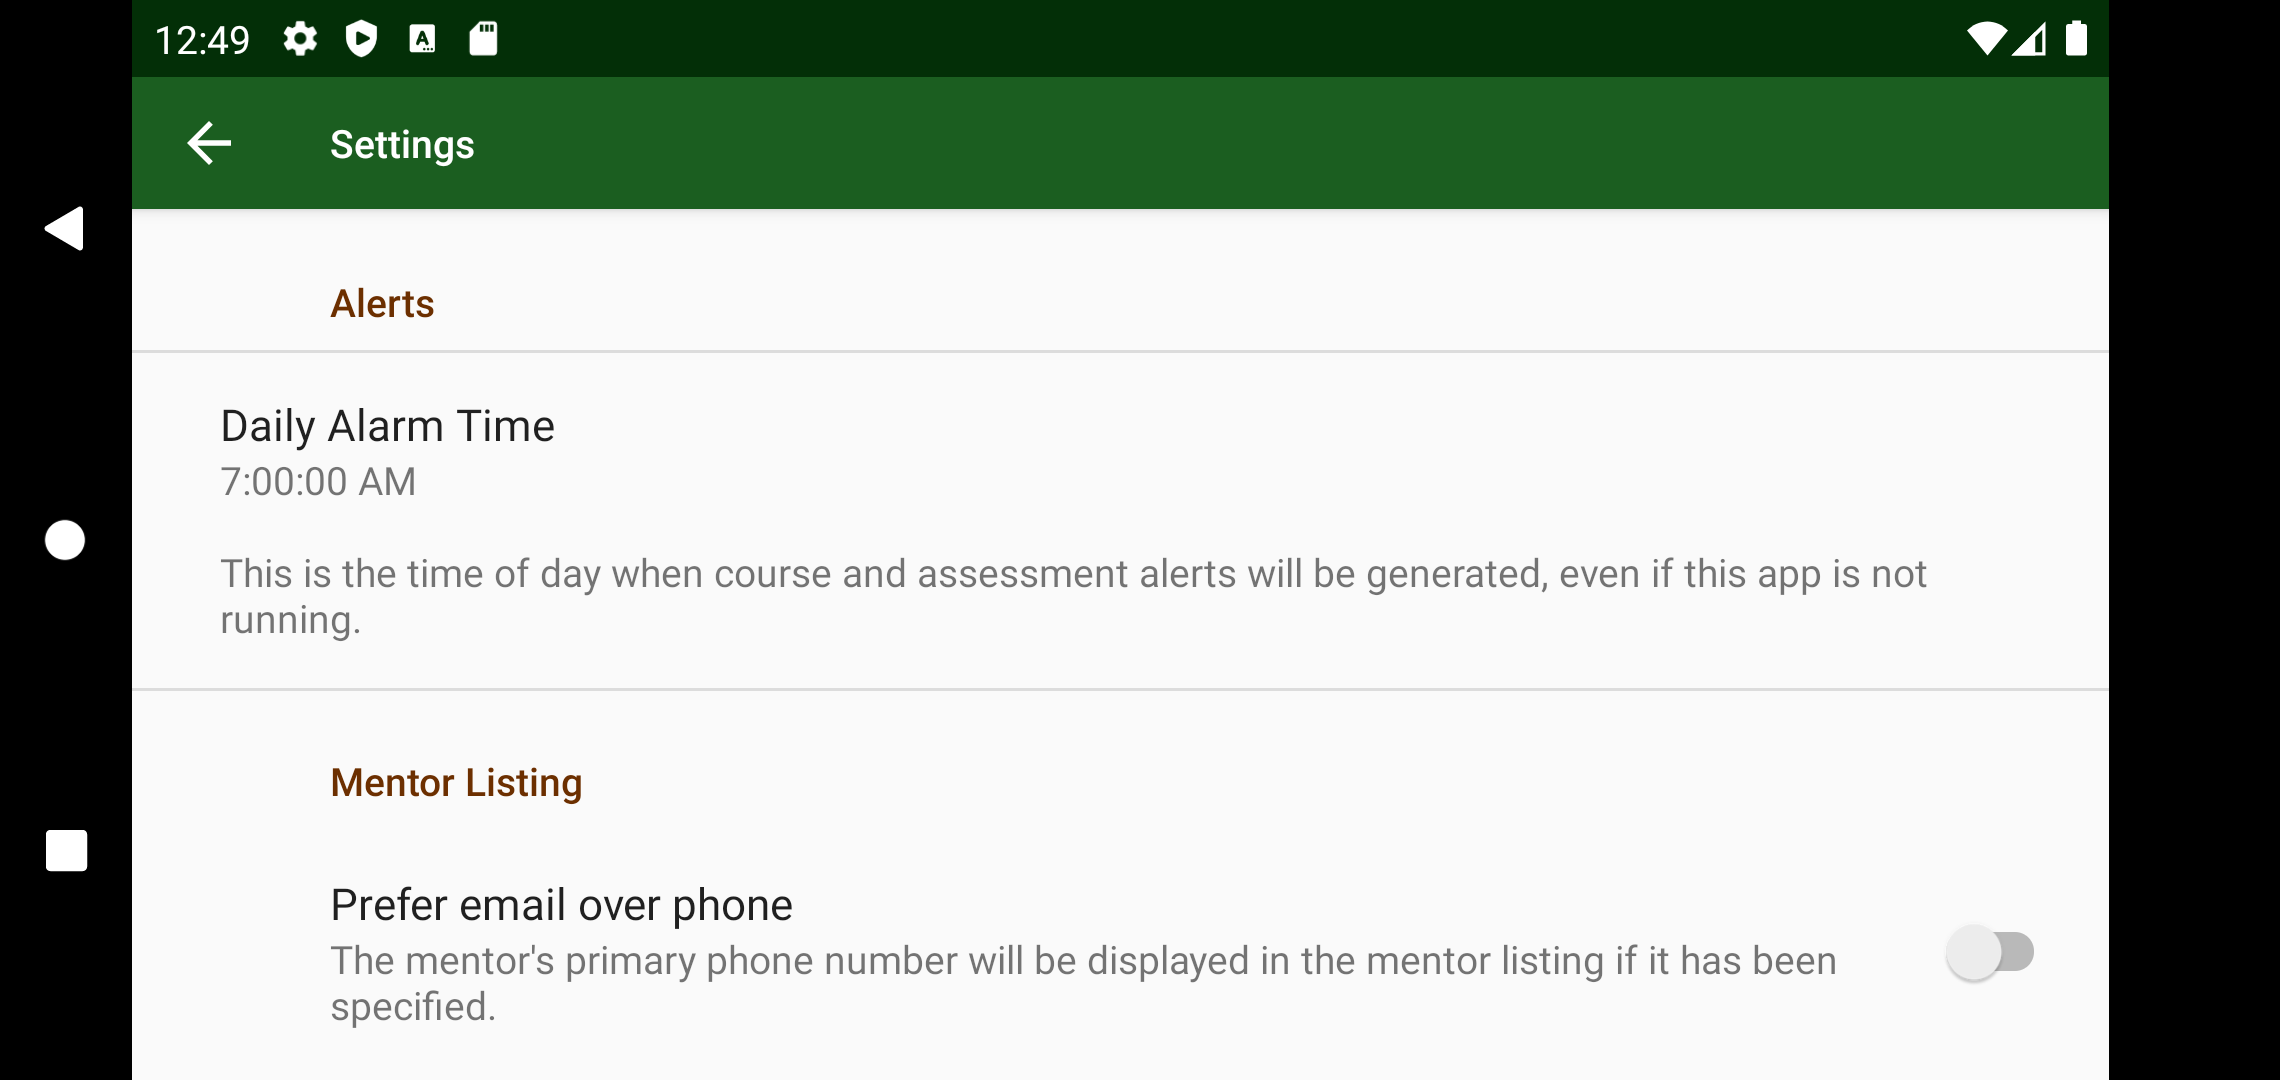 12:49
Settings
Alerts
Daily Alarm Time
7:00:00 AM
This is the time of day when course and assessment alerts will be generated, even if this app is not
running.
Mentor Listing
Prefer email over phone
The mentor's primary phone number will be displayed in the mentor listing if it has been
specified.